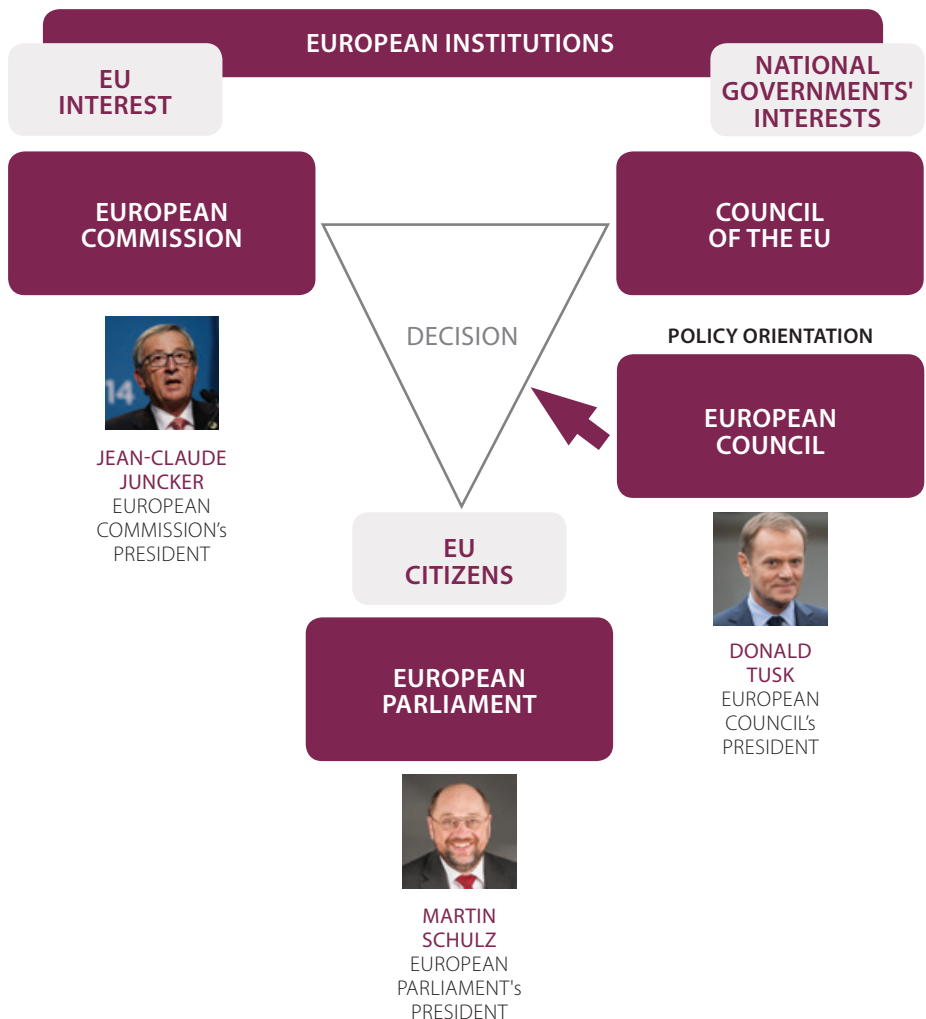 EUROPEAN INSTITUTIONS
EU
INTEREST
NATIONAL
GOVERNMENTS'
INTERESTS
EUROPEAN
COMMISSION
COUNCIL
OF THE EU
DECISION
14
JEAN-CLAUDE
JUNCKER
EUROPEAN
COMMISSION's
PRESIDENT
POLICY ORIENTATION
EUROPEAN
COUNCIL
DONALD
TUSK
EUROPEAN
COUNCIL's
PRESIDENT
EU
CITIZENS
EUROPEAN
PARLIAMENT
MARTIN
SCHULZ
EUROPEAN
PARLIAMENT's
PRESIDENT